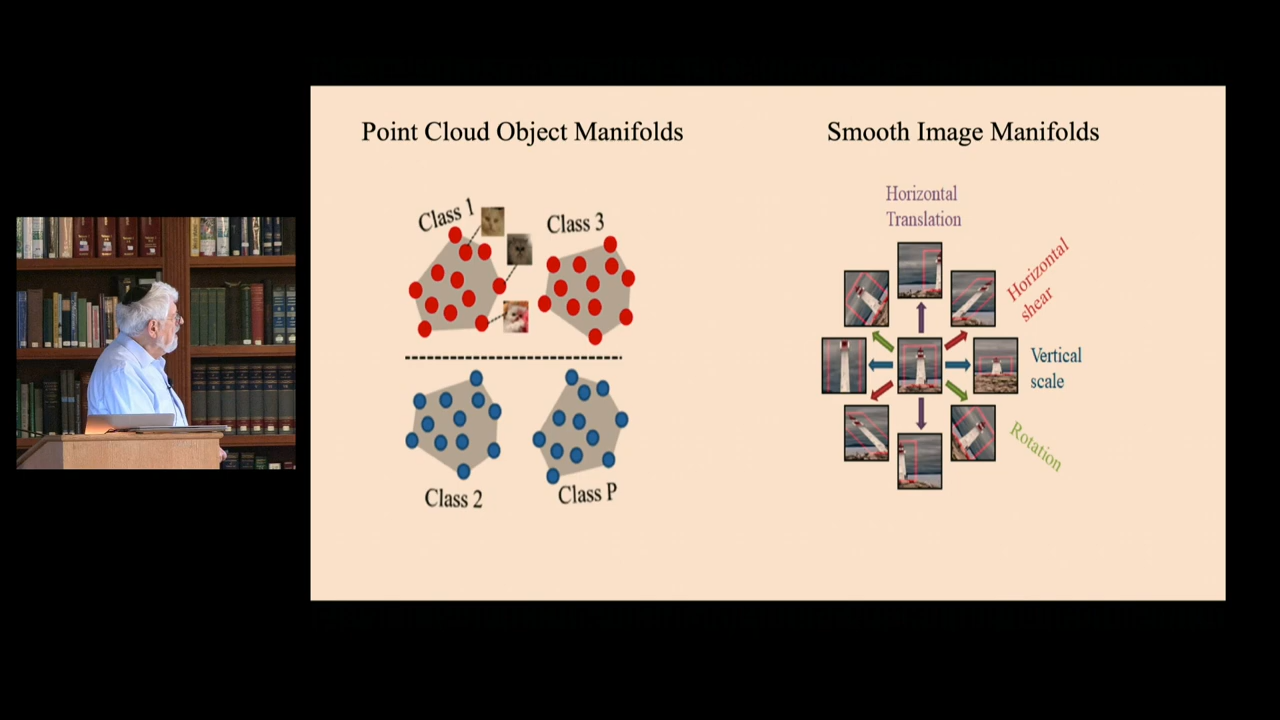 Point Cloud Object Manifolds
Smooth Image Manifolds
Class 1
Class 3
Class 2
Class P
Horizontal
Translation
Horizontal
shear
Vertical
scale
Rotation